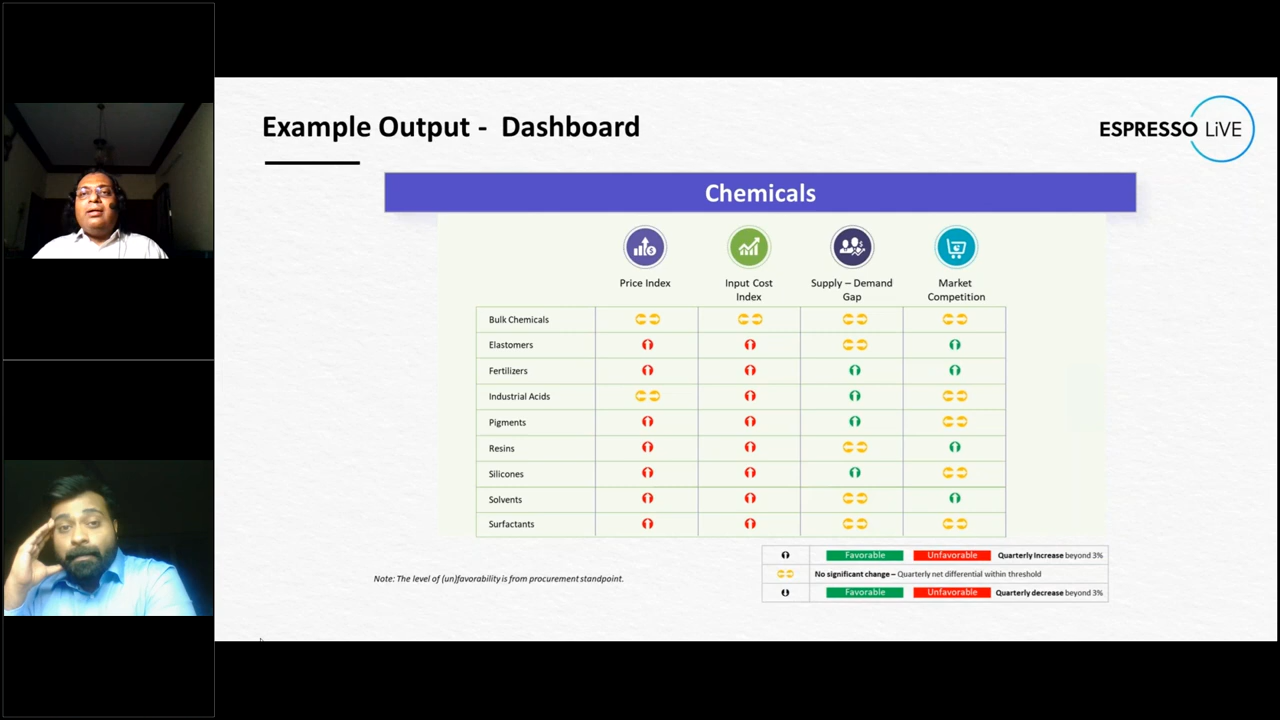 Example Output - Dashboard
ESPRESSO LiVE
Chemicals
Price Index
Input Cost
Index
Supply – Demand
Gap
Market
Competition
Bulk Chemicals
Elastomers
Fertilizers
Industrial Acids
Pigments
Resins
Silicones
Solvents
Surfactants
Favorable Unfavorable Quarterly Increase beyond 3%
No significant change – Quarterly net differential within threshold
Favorable Unfavorable Quarterly decrease beyond 3%
Note: The level of (un)favorability is from procurement standpoint.